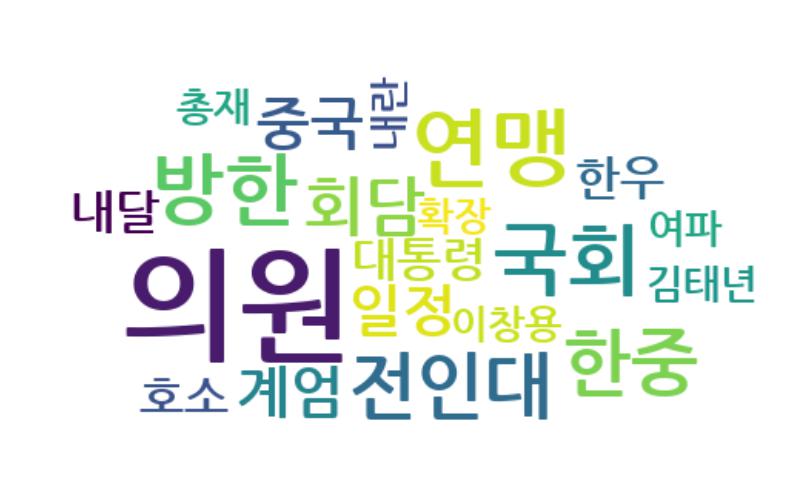 총재
중국
내란
연맹
방한
회담
한우
내달
확장
국회
여파
의원
대통령
김태년
일정
이창용
한중
호소
계엄
전인대